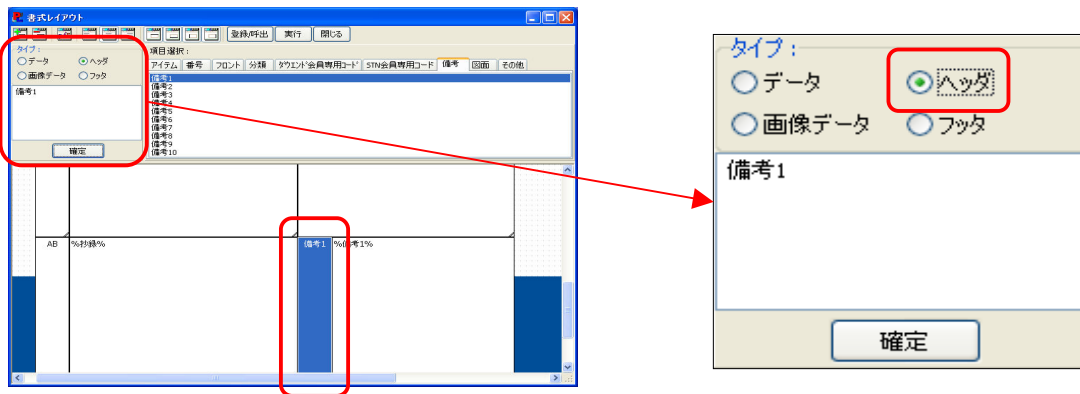 書式レイアウト
登録/呼出 実行 閉じる
タイプ：
データ ヘッダ
画像データ フッタ
備考1
確定
項目選択：
アイテム 番号 フロント 分類 ダウエント会員専用コード STN会員専用コード 備考 図面 その他
備考1
備考2
備考3
備考4
備考5
備考6
備考7
備考8
備考9
備考10
AB %抄録% 備考1 %備考1%
タイプ：
データ ヘッダ
画像データ フッタ
備考1
確定